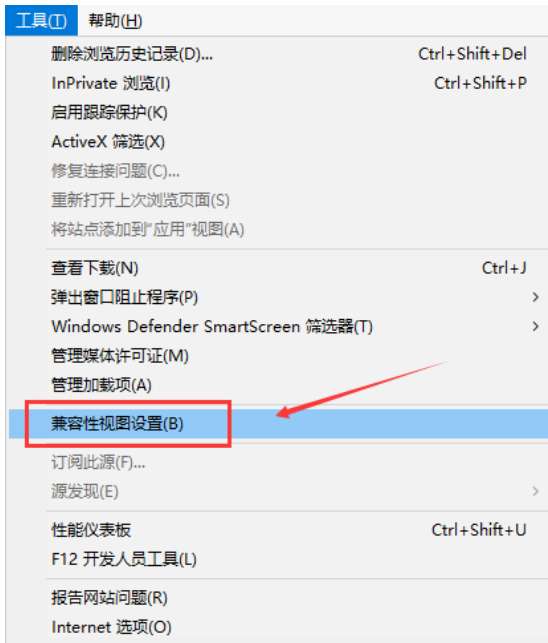 工具(T) 帮助(H)
删除浏览历史记录(D)... Ctrl+Shift+Del
InPrivate 浏览(I) Ctrl+Shift+P
启用跟踪保护(K)
ActiveX 筛选(X)
修复连接问题(C)...
重新打开上次浏览页面(S)
将站点添加到“应用”视图(A)
查看下载(N) Ctrl+J
弹出窗口阻止程序(P)
Windows Defender SmartScreen 筛选器(T)
管理媒体许可证(M)
管理加载项(A)
兼容性视图设置(B)
订阅此源(F)...
源发现(E)
性能仪表板 Ctrl+Shift+U
F12 开发人员工具(L)
报告网站问题(R)
Internet 选项(O)